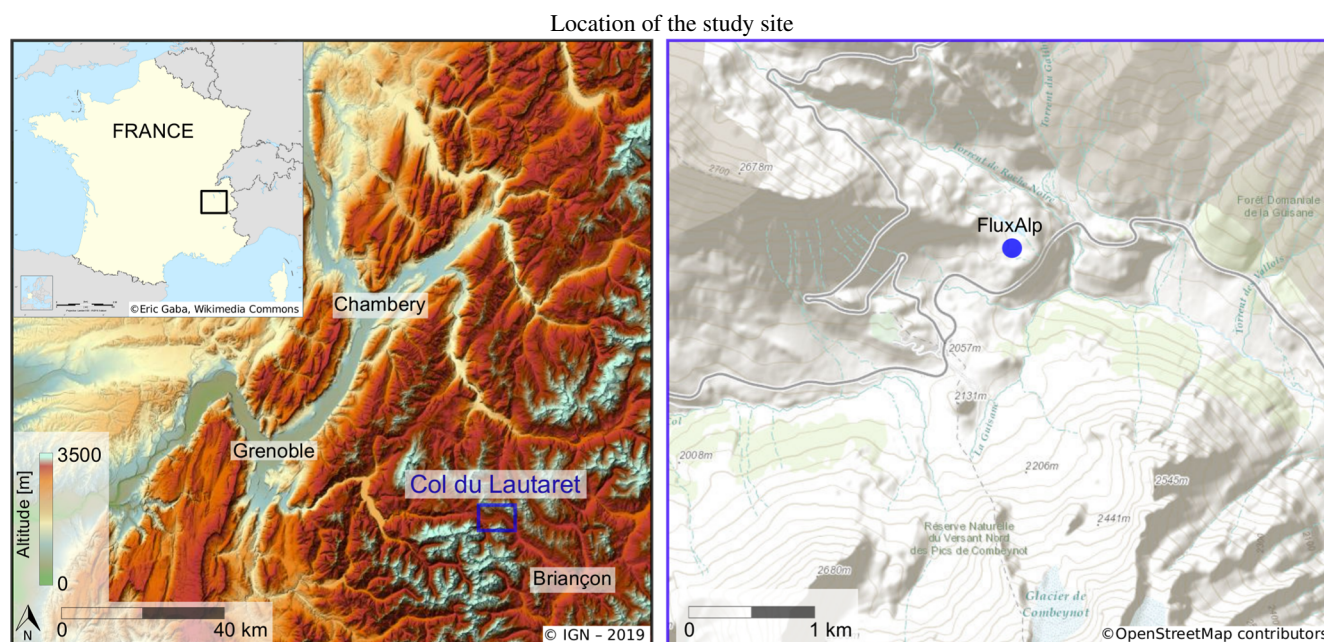 Location of the study site
FRANCE
©Eric Gaba, Wikimedia Commons
Chambery
Grenoble
Col du Lautaret
Briançon
3500
Altitude [m]
0
N
0
40 km
© IGN – 2019
Torrent du Galib
2700
2678m
Torrent de Roche Noire
Forêt Domaniale
de la Guisane
FluxAlp
Torrent de Vallois
2057m
2131m
La Guisane
2008m
2206m
2545m
2441m
Réserve Naturelle
du Versant Nord
des Pics de Combeynot
2680m
Glacier de
Combeynot
0
1 km
©OpenStreetMap contributors